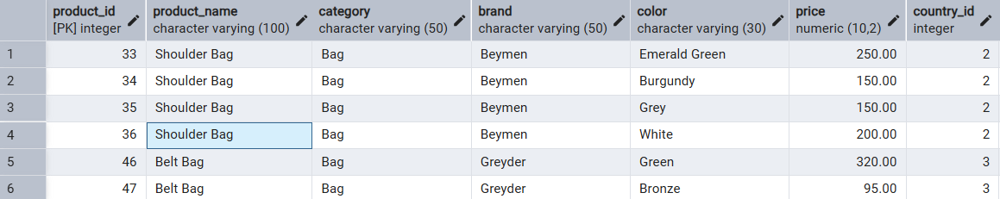 product_id product_name category brand color price country_id
[PK] integer character varying (100) character varying (50) character varying (50) character varying (30) numeric (10,2) integer
1 33 Shoulder Bag Bag Beymen Emerald Green 250.00 2
2 34 Shoulder Bag Bag Beymen Burgundy 150.00 2
3 35 Shoulder Bag Bag Beymen Grey 150.00 2
4 36 Shoulder Bag Bag Beymen White 200.00 2
5 46 Belt Bag Bag Greyder Green 320.00 3
6 47 Belt Bag Bag Greyder Bronze 95.00 3